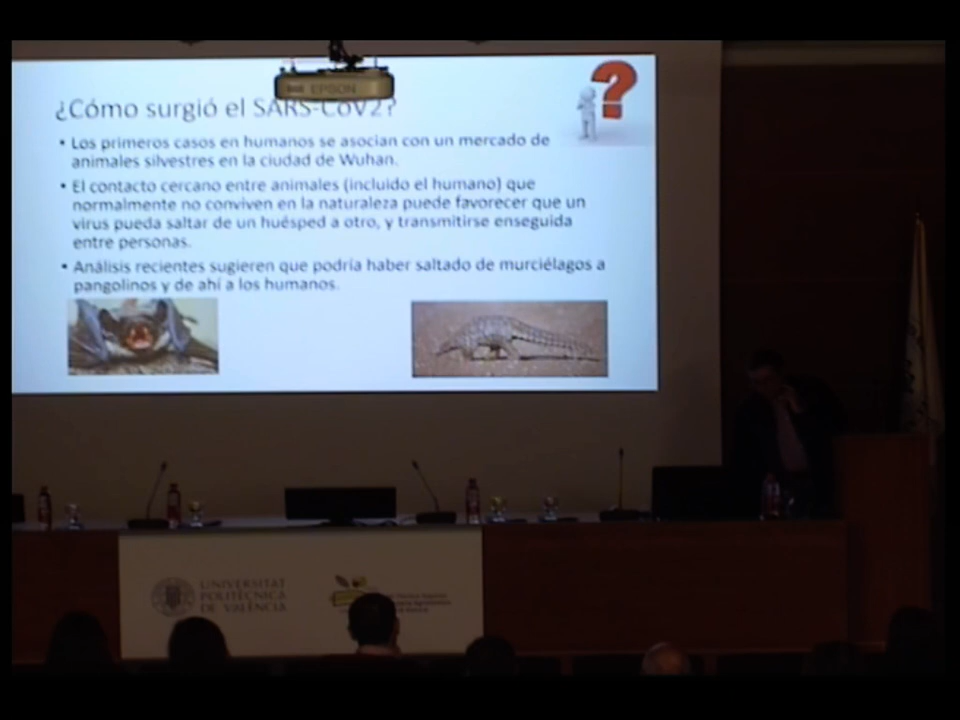 EPSON
¿Cómo surgió el SARS-CoV2?
• Los primeros casos en humanos se asocian con un mercado de
animales silvestres en la ciudad de Wuhan.
• El contacto cercano entre animales (incluido el humano) que
normalmente no conviven en la naturaleza puede favorecer que un
virus pueda saltar de un huésped a otro, y transmitirse enseguida
entre personas.
• Análisis recientes sugieren que podría haber saltado de murciélagos a
pangolinos y de ahí a los humanos.
UNIVERSITAT
POLITÈCNICA
DE VALÈNCIA